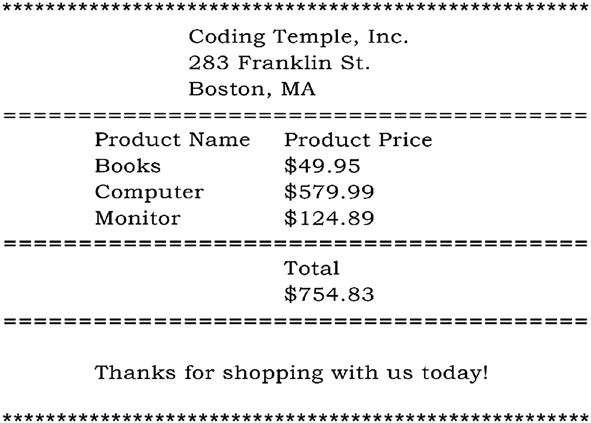 ******************************************************
Coding Temple, Inc.
283 Franklin St.
Boston, MA
=======================================
Product Name Product Price
Books $49.95
Computer $579.99
Monitor $124.89
=======================================
Total
$754.83
=======================================
Thanks for shopping with us today!
******************************************************